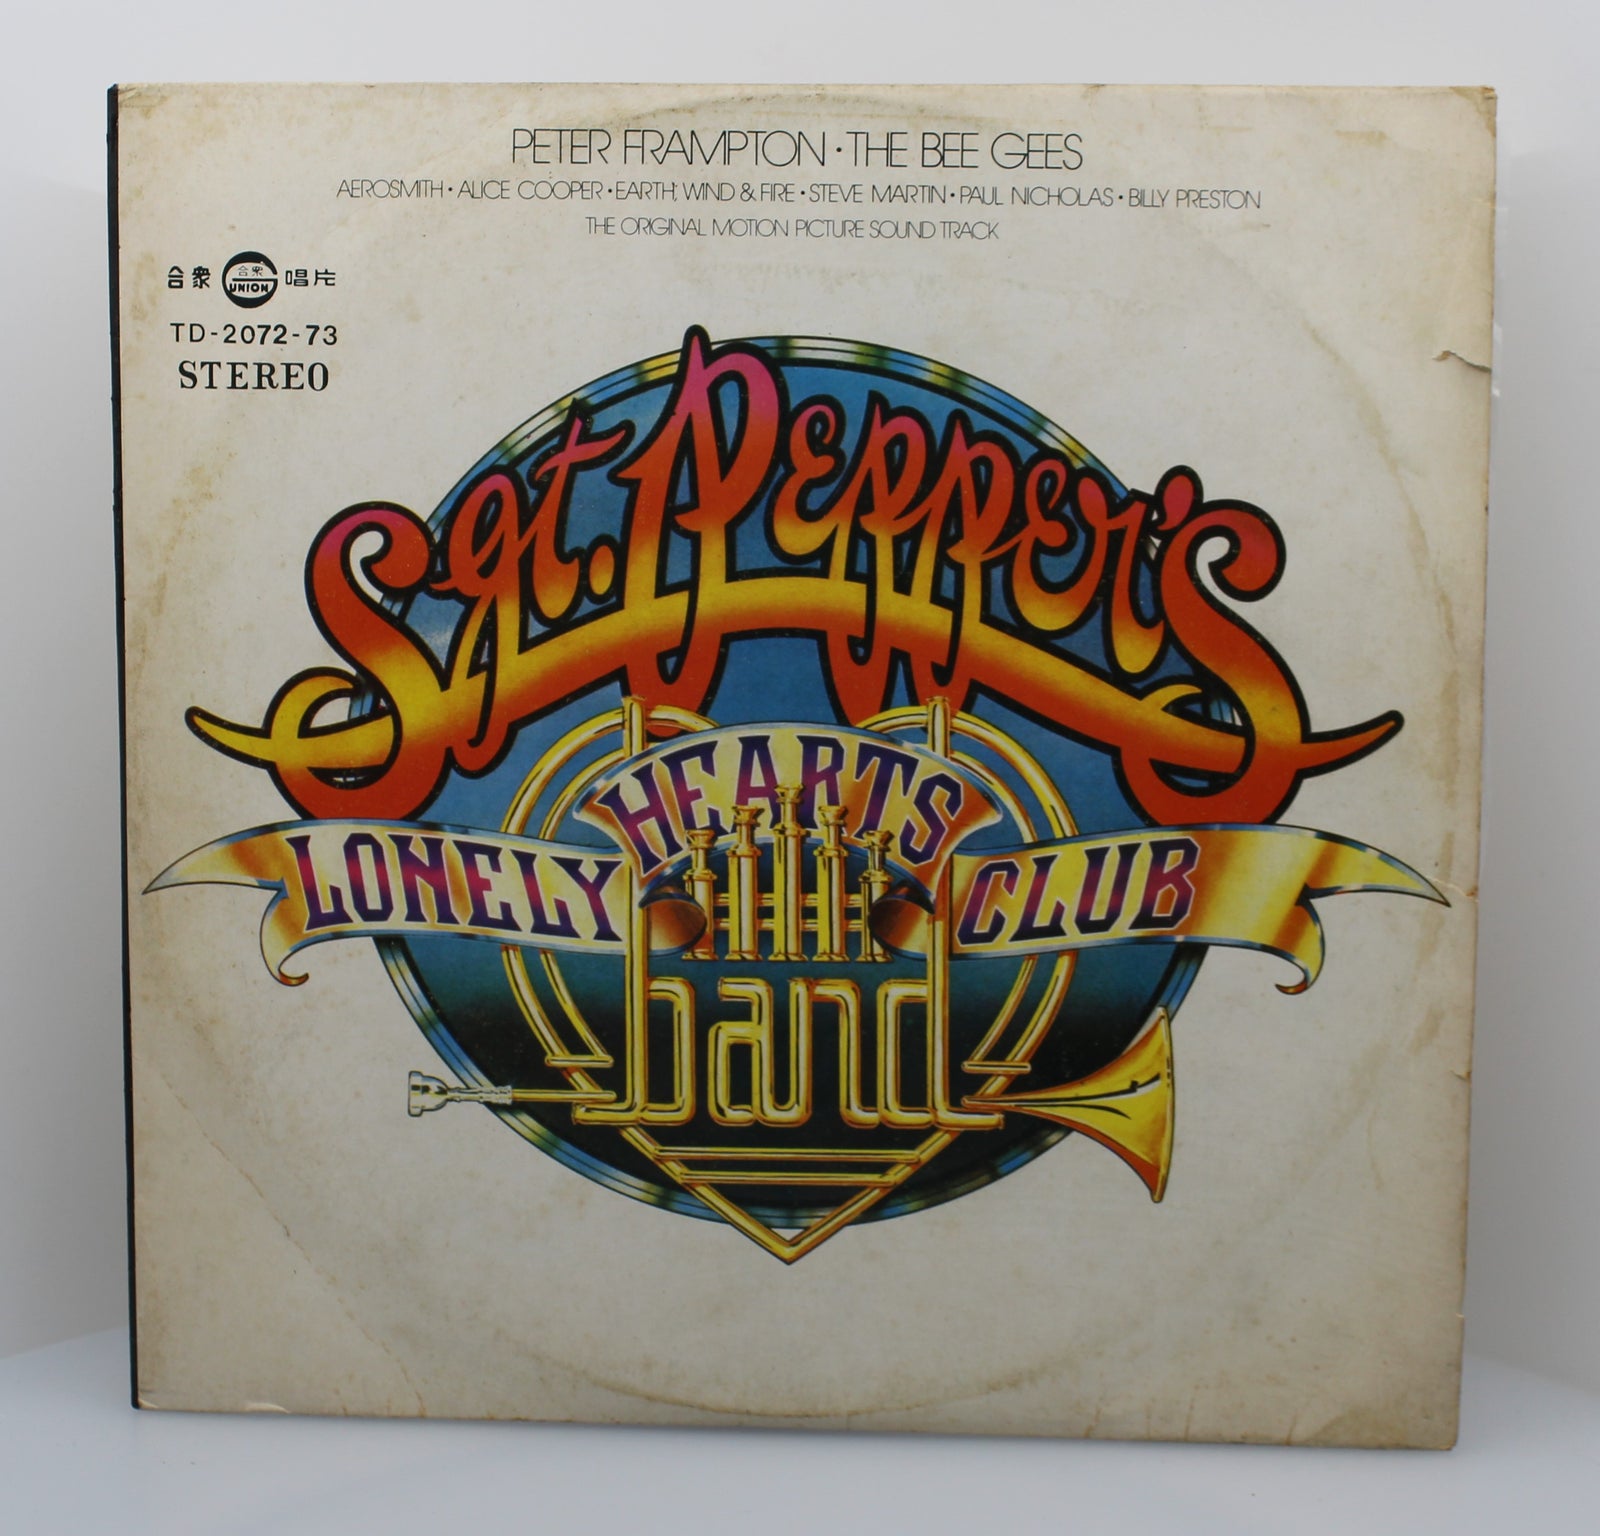 PETER FRAMPTON • THE BEE GEES
AEROSMITH • ALICE COOPER • EARTH, WIND & FIRE • STEVE MARTIN • PAUL NICHOLAS • BILLY PRESTON
THE ORIGINAL MOTION PICTURE SOUND TRACK
合衆 合衆 UNION 唱片
TD-2072-73
STEREO
Sgt. Pepper's
LONELY HEARTS CLUB
band